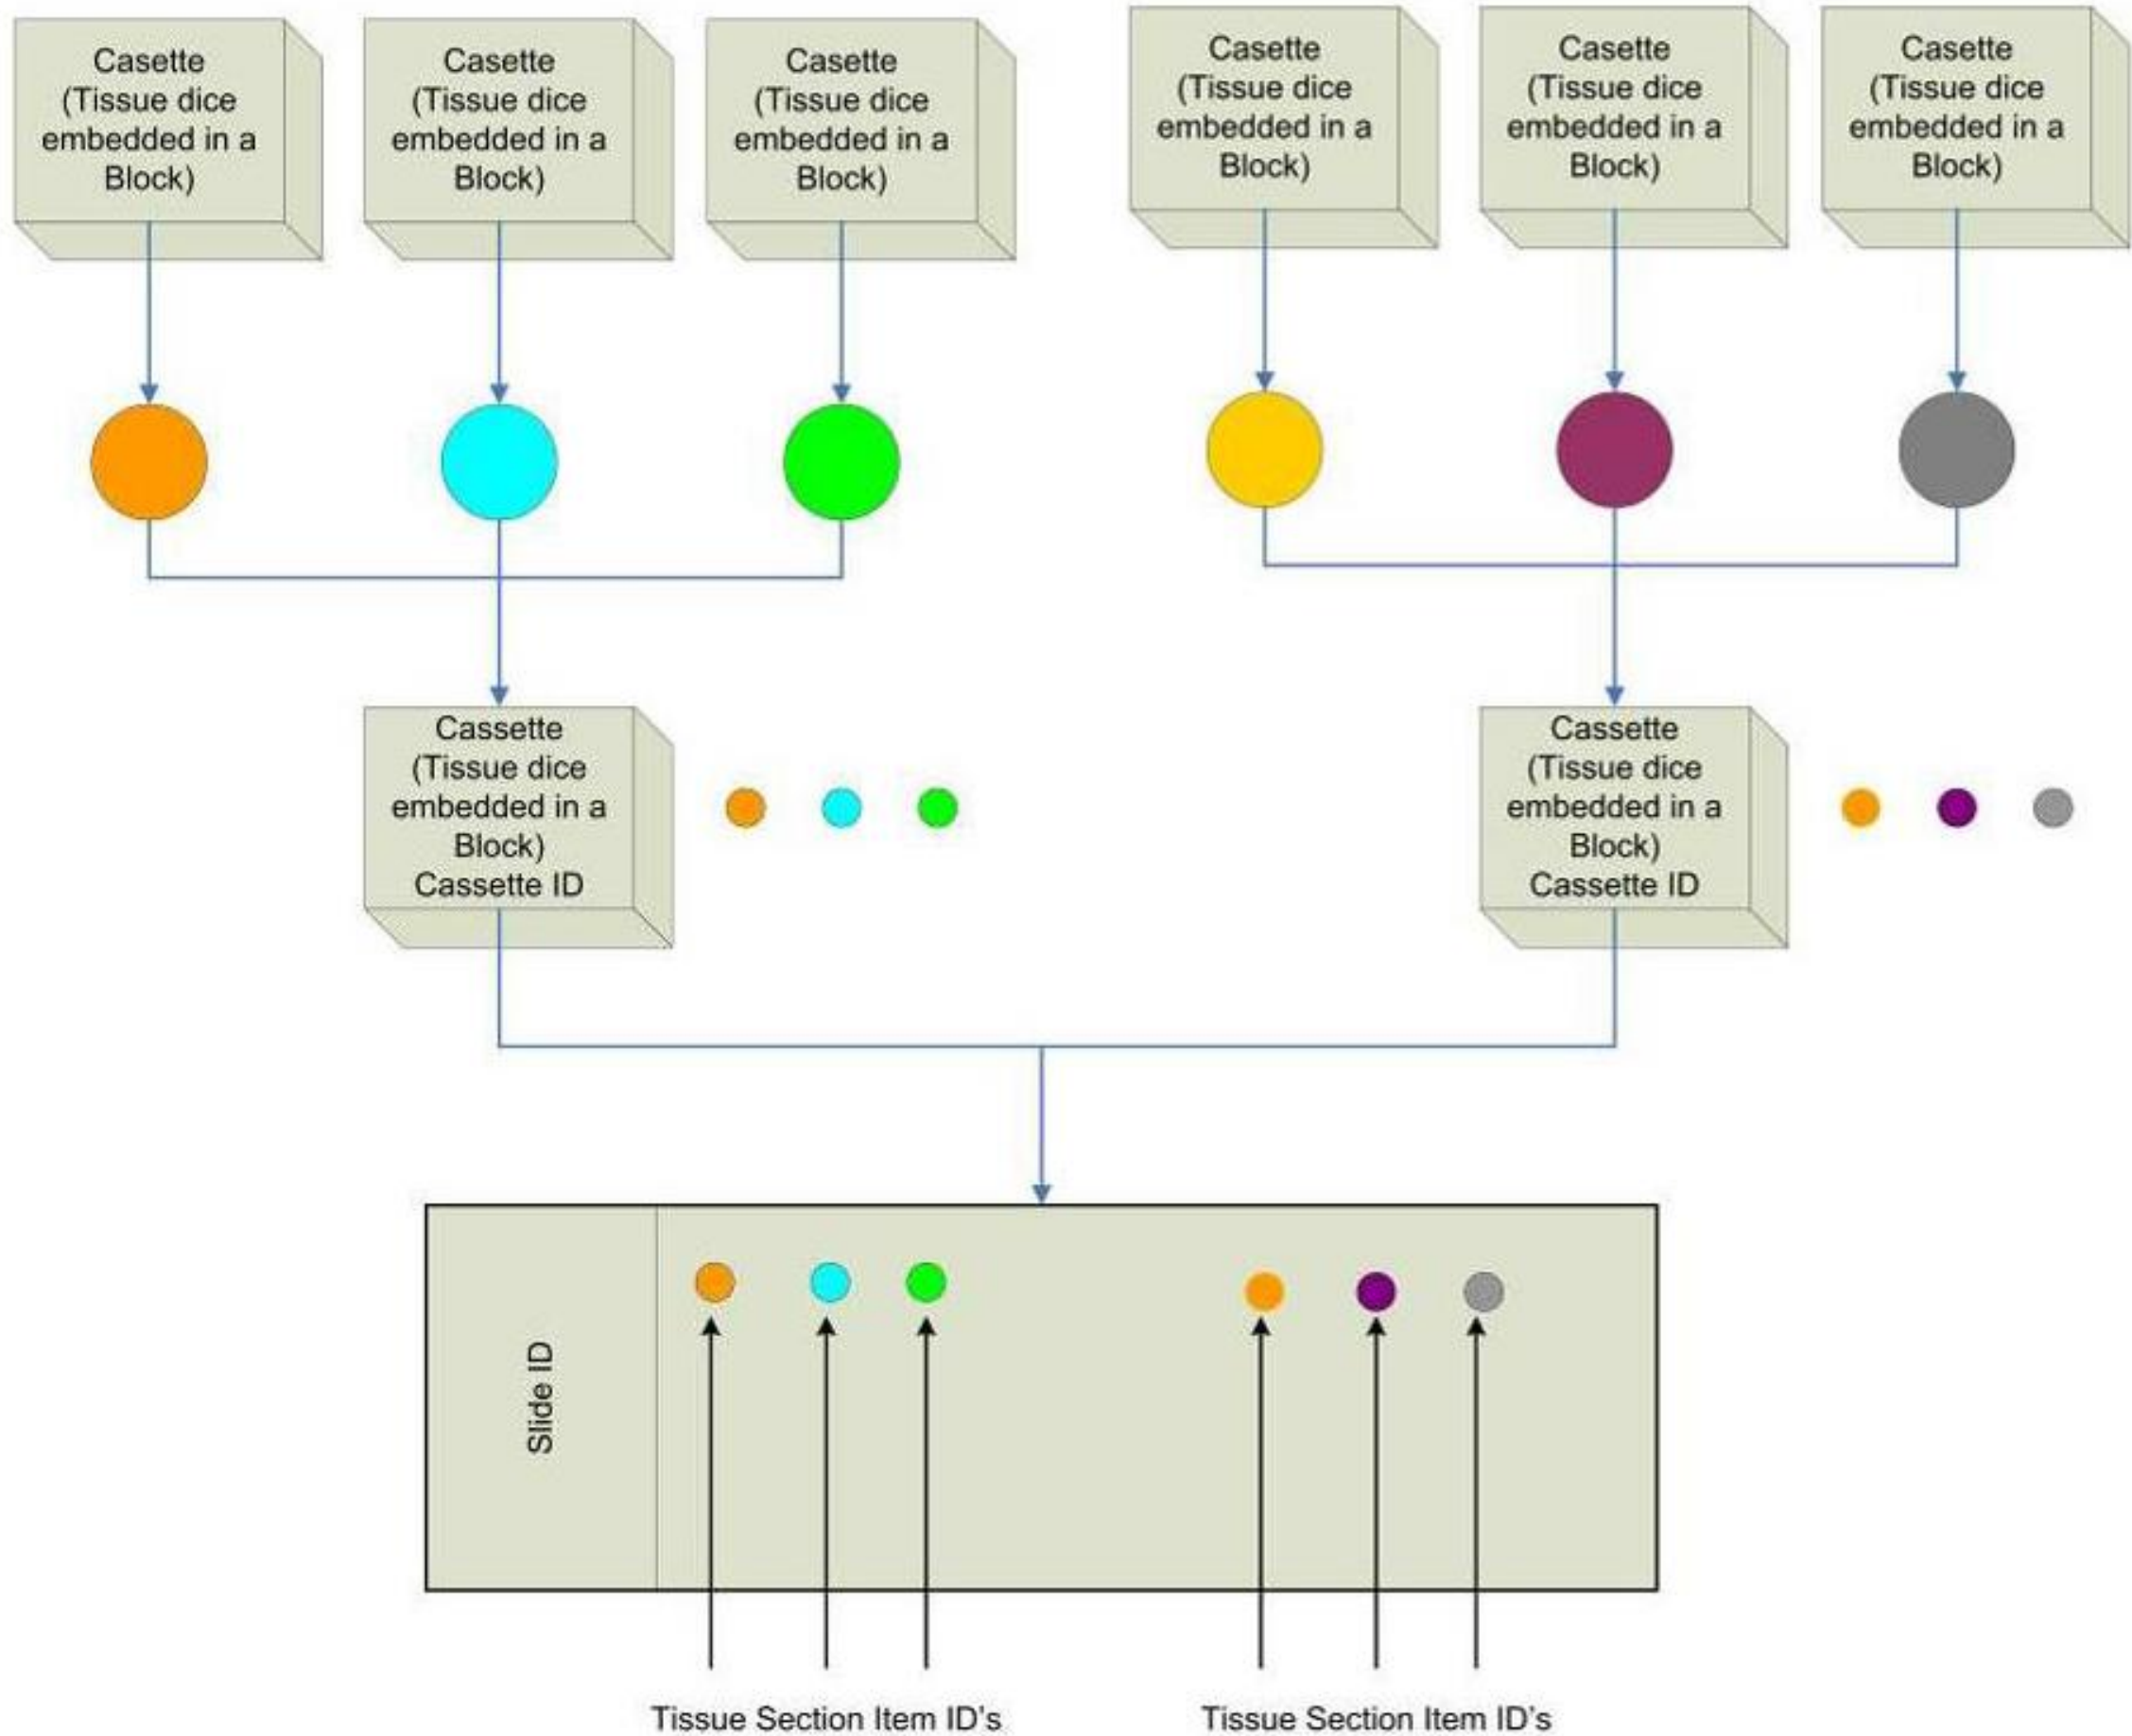 Casette
(Tissue dice
embedded in a
Block)
Casette
(Tissue dice
embedded in a
Block)
Casette
(Tissue dice
embedded in a
Block)
Casette
(Tissue dice
embedded in a
Block)
Casette
(Tissue dice
embedded in a
Block)
Casette
(Tissue dice
embedded in a
Block)
Cassette
(Tissue dice
embedded in a
Block)
Cassette ID
Cassette
(Tissue dice
embedded in a
Block)
Cassette ID
Slide ID
Tissue Section Item ID's
Tissue Section Item ID's